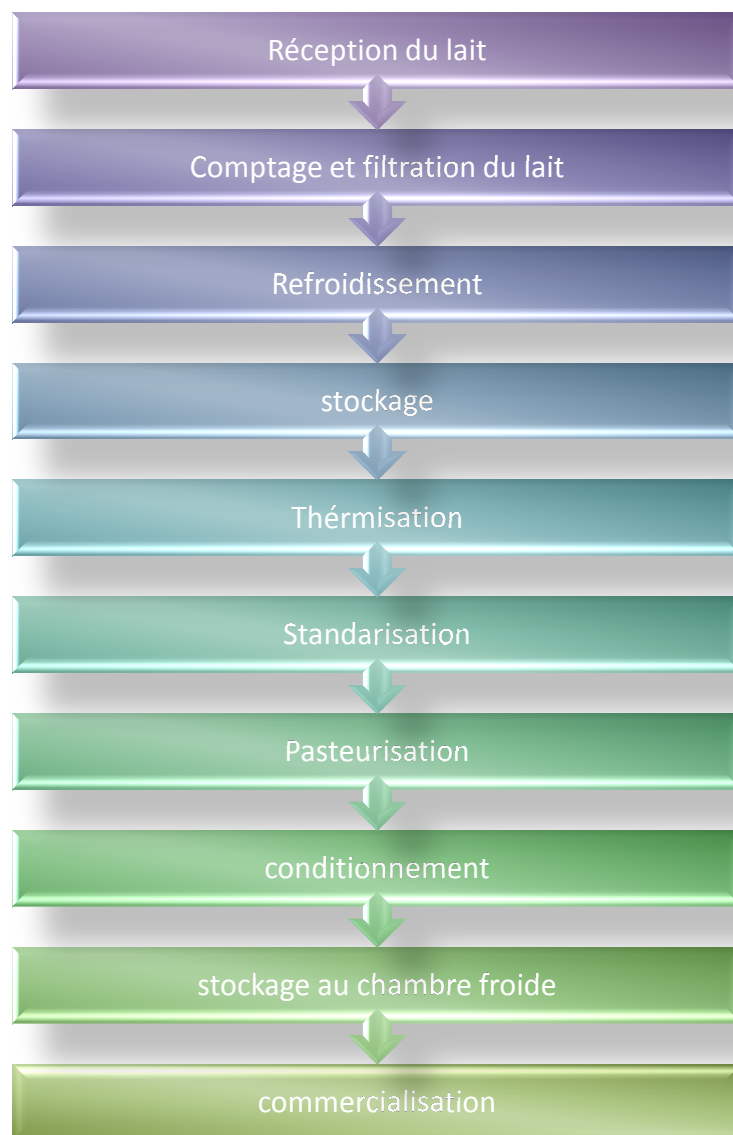 Réception du lait
Comptage et filtration du lait
Refroidissement
stockage
Thérmisation
Standarisation
Pasteurisation
conditionnement
stockage au chambre froide
commercialisation